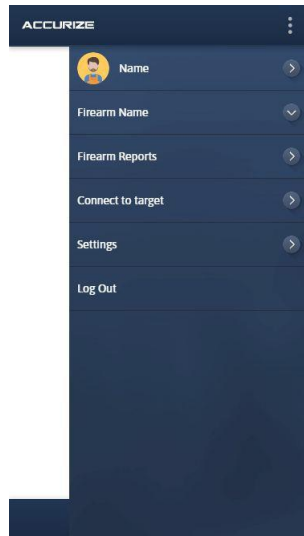 ACCURIZE
Name
Firearm Name
Firearm Reports
Connect to target
Settings
Log Out